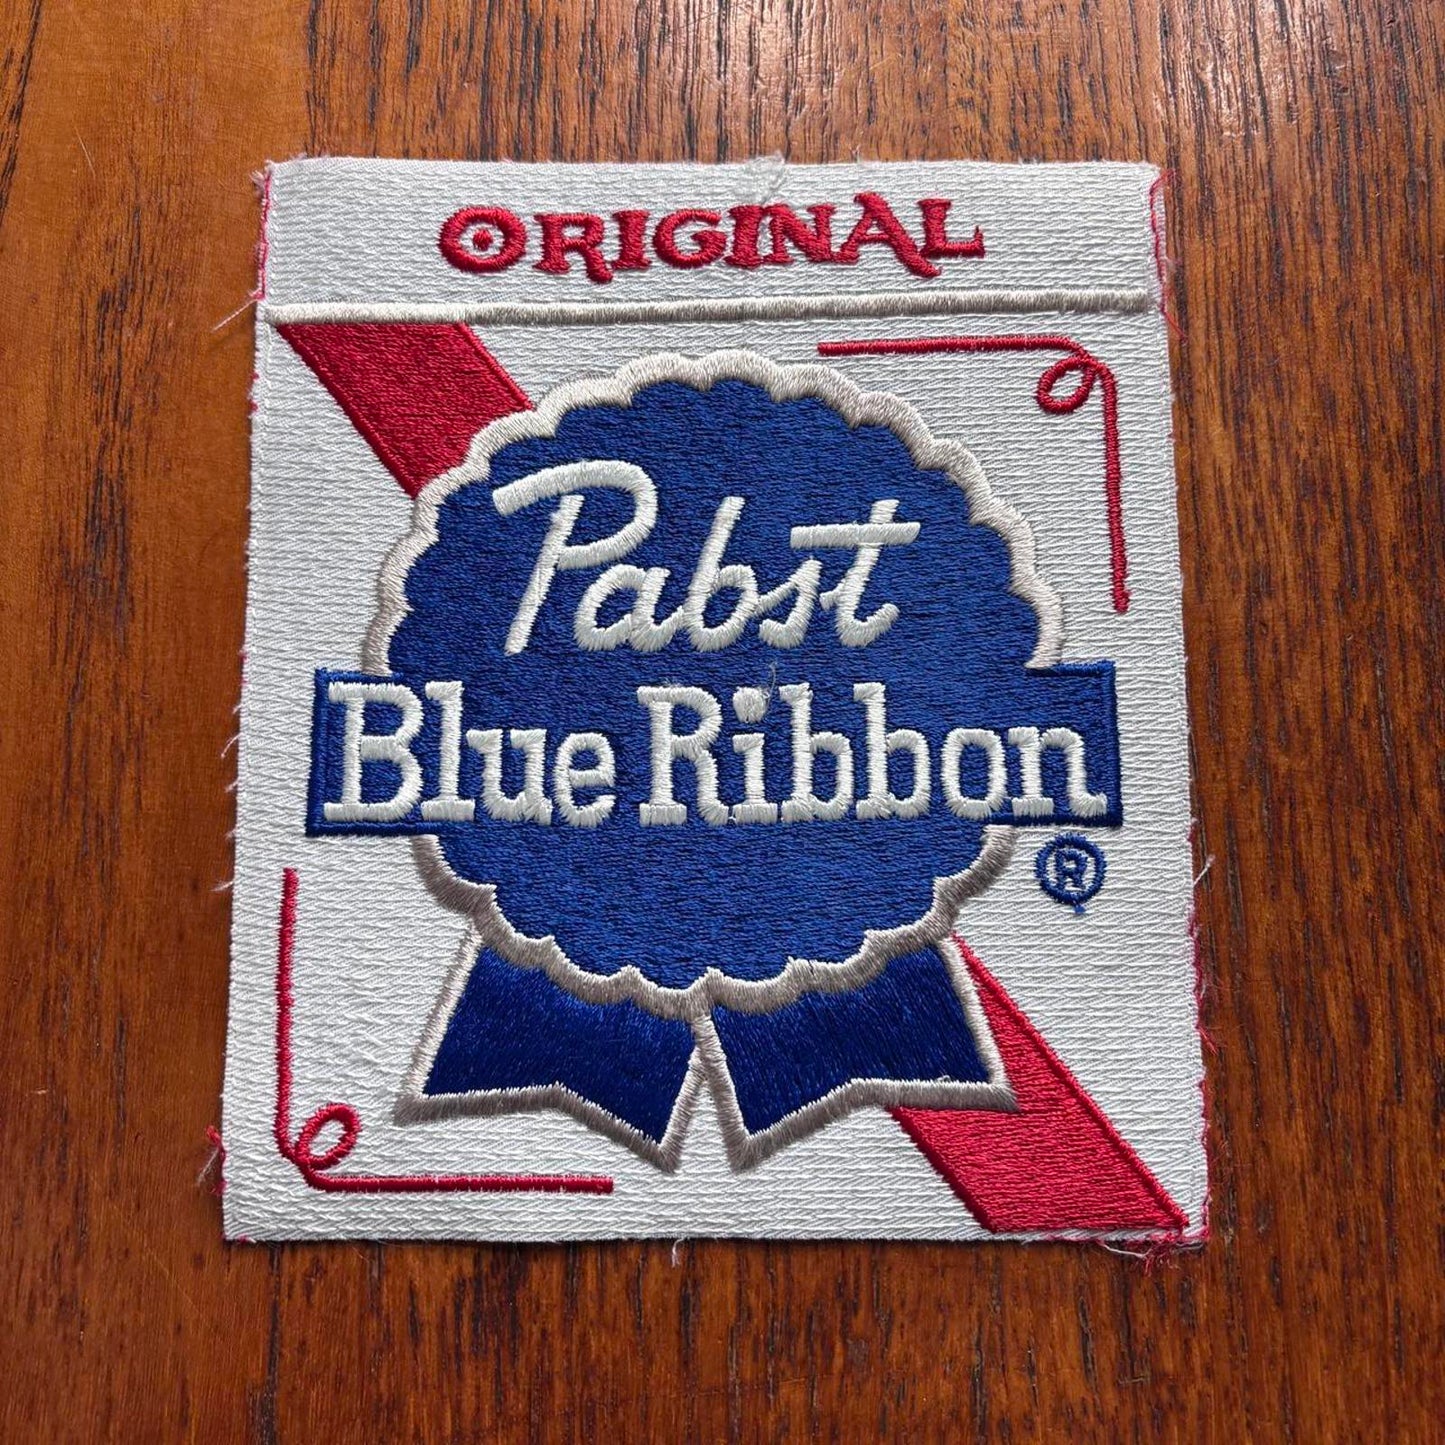 ORIGINAL
Pabst
Blue Ribbon
®